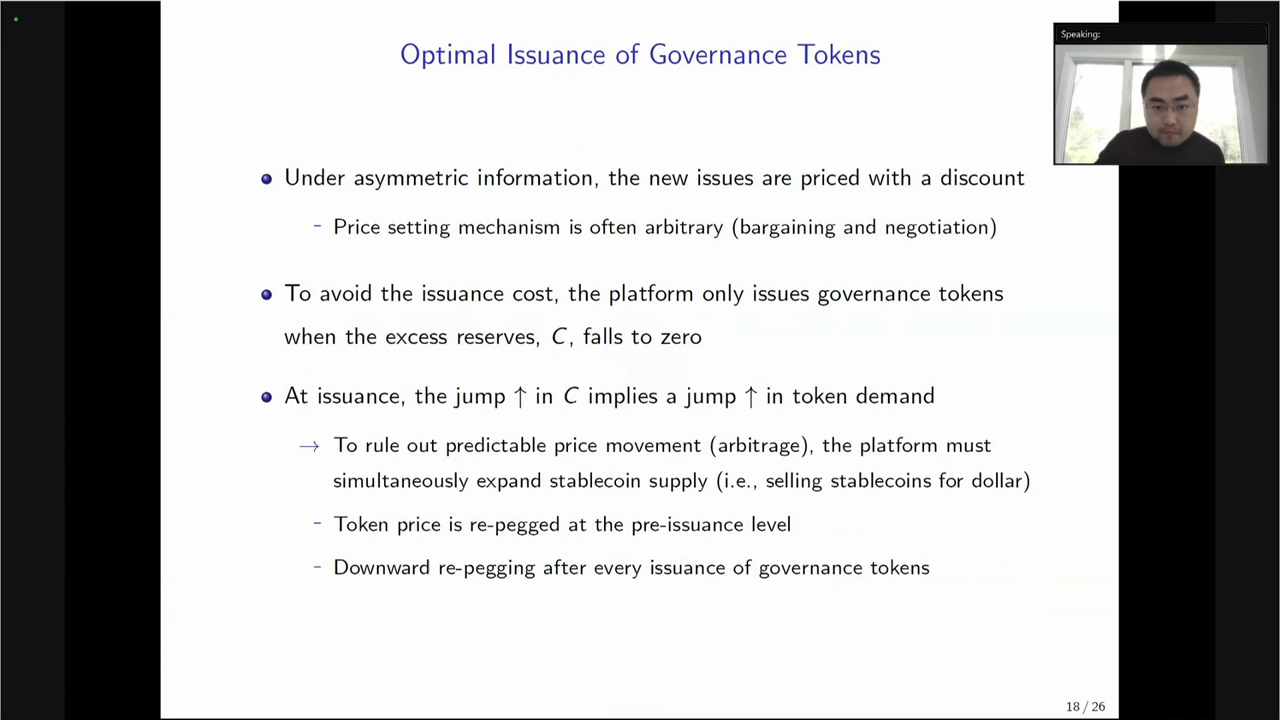 Optimal Issuance of Governance Tokens
Speaking:
Under asymmetric information, the new issues are priced with a discount
- Price setting mechanism is often arbitrary (bargaining and negotiation)
To avoid the issuance cost, the platform only issues governance tokens
when the excess reserves, C, falls to zero
At issuance, the jump ↑ in C implies a jump ↑ in token demand
→ To rule out predictable price movement (arbitrage), the platform must
simultaneously expand stablecoin supply (i.e., selling stablecoins for dollar)
- Token price is re-pegged at the pre-issuance level
- Downward re-pegging after every issuance of governance tokens
18 / 26